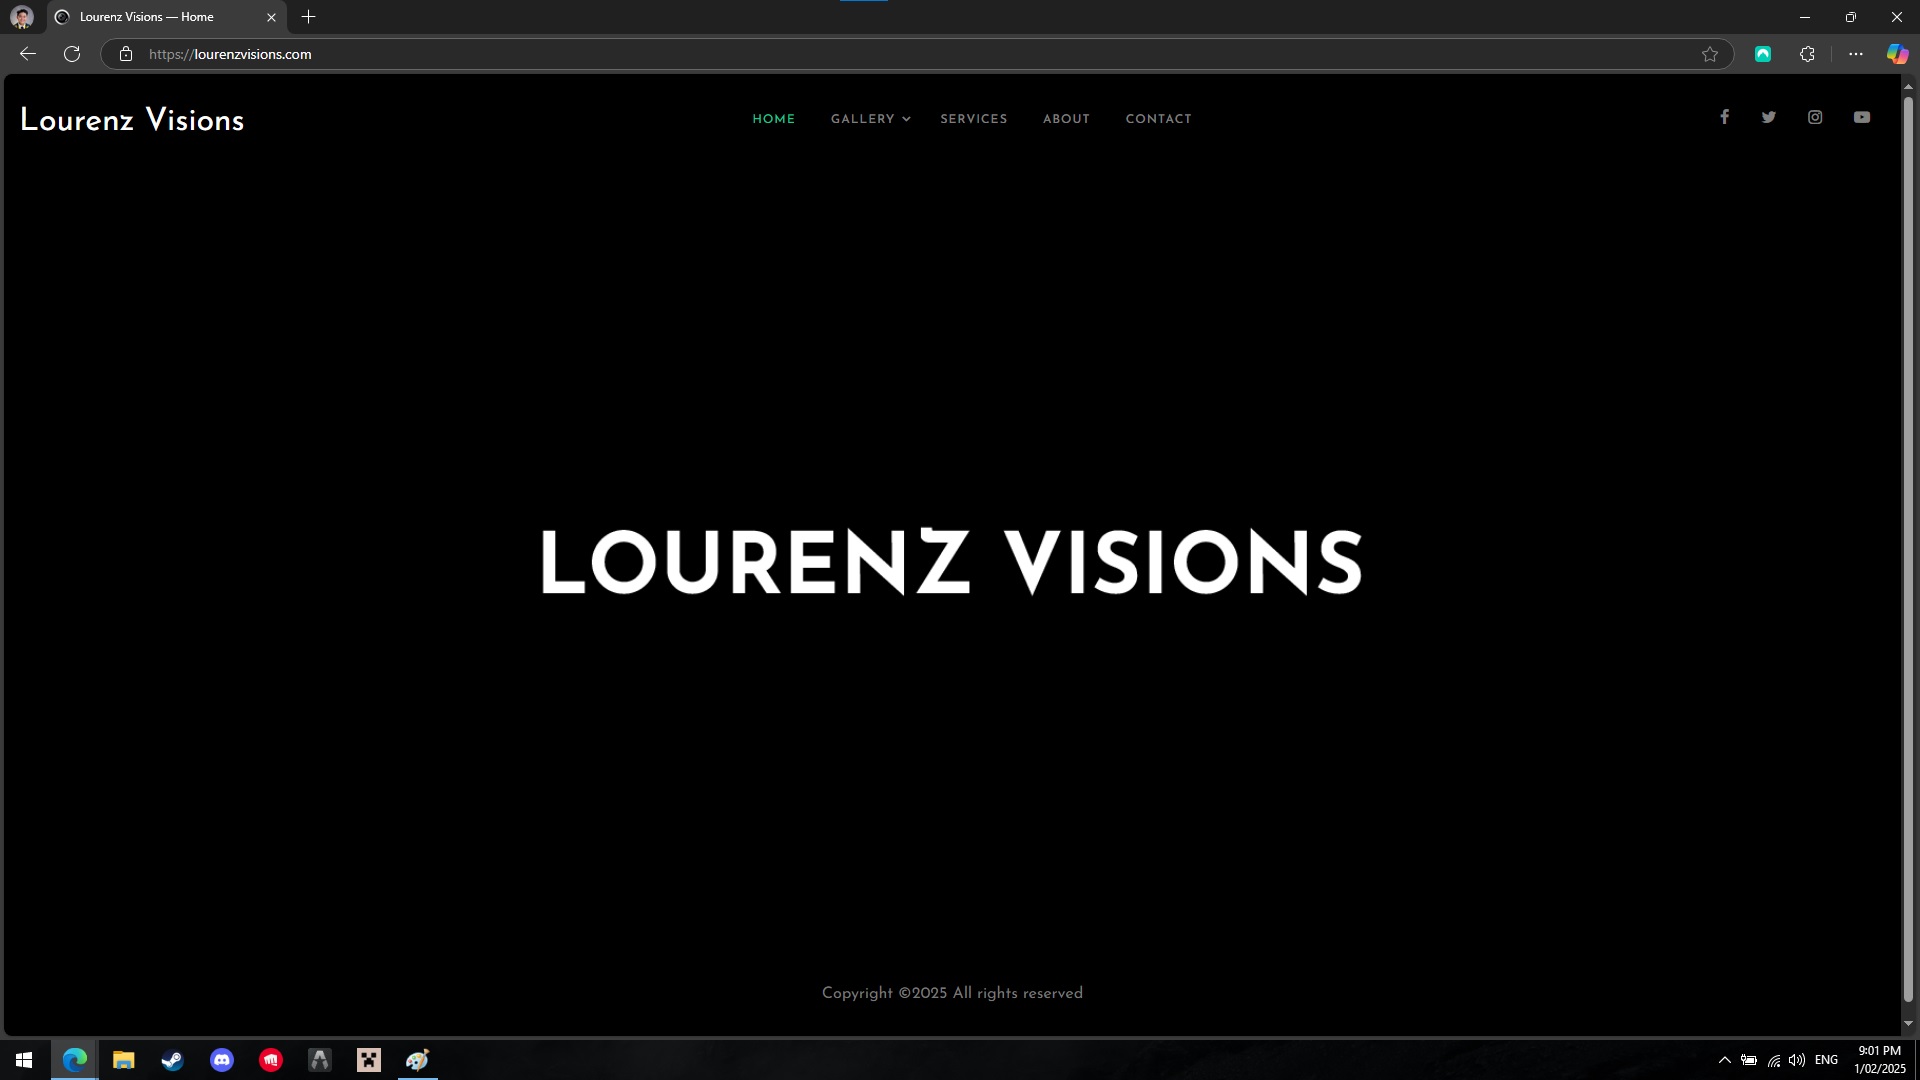 Lourenz Visions — Home
https://lourenzvisions.com
Lourenz Visions
HOME GALLERY SERVICES ABOUT CONTACT
LOURENZ VISIONS
Copyright ©2025 All rights reserved
ENG
9:01 PM
1/02/2025